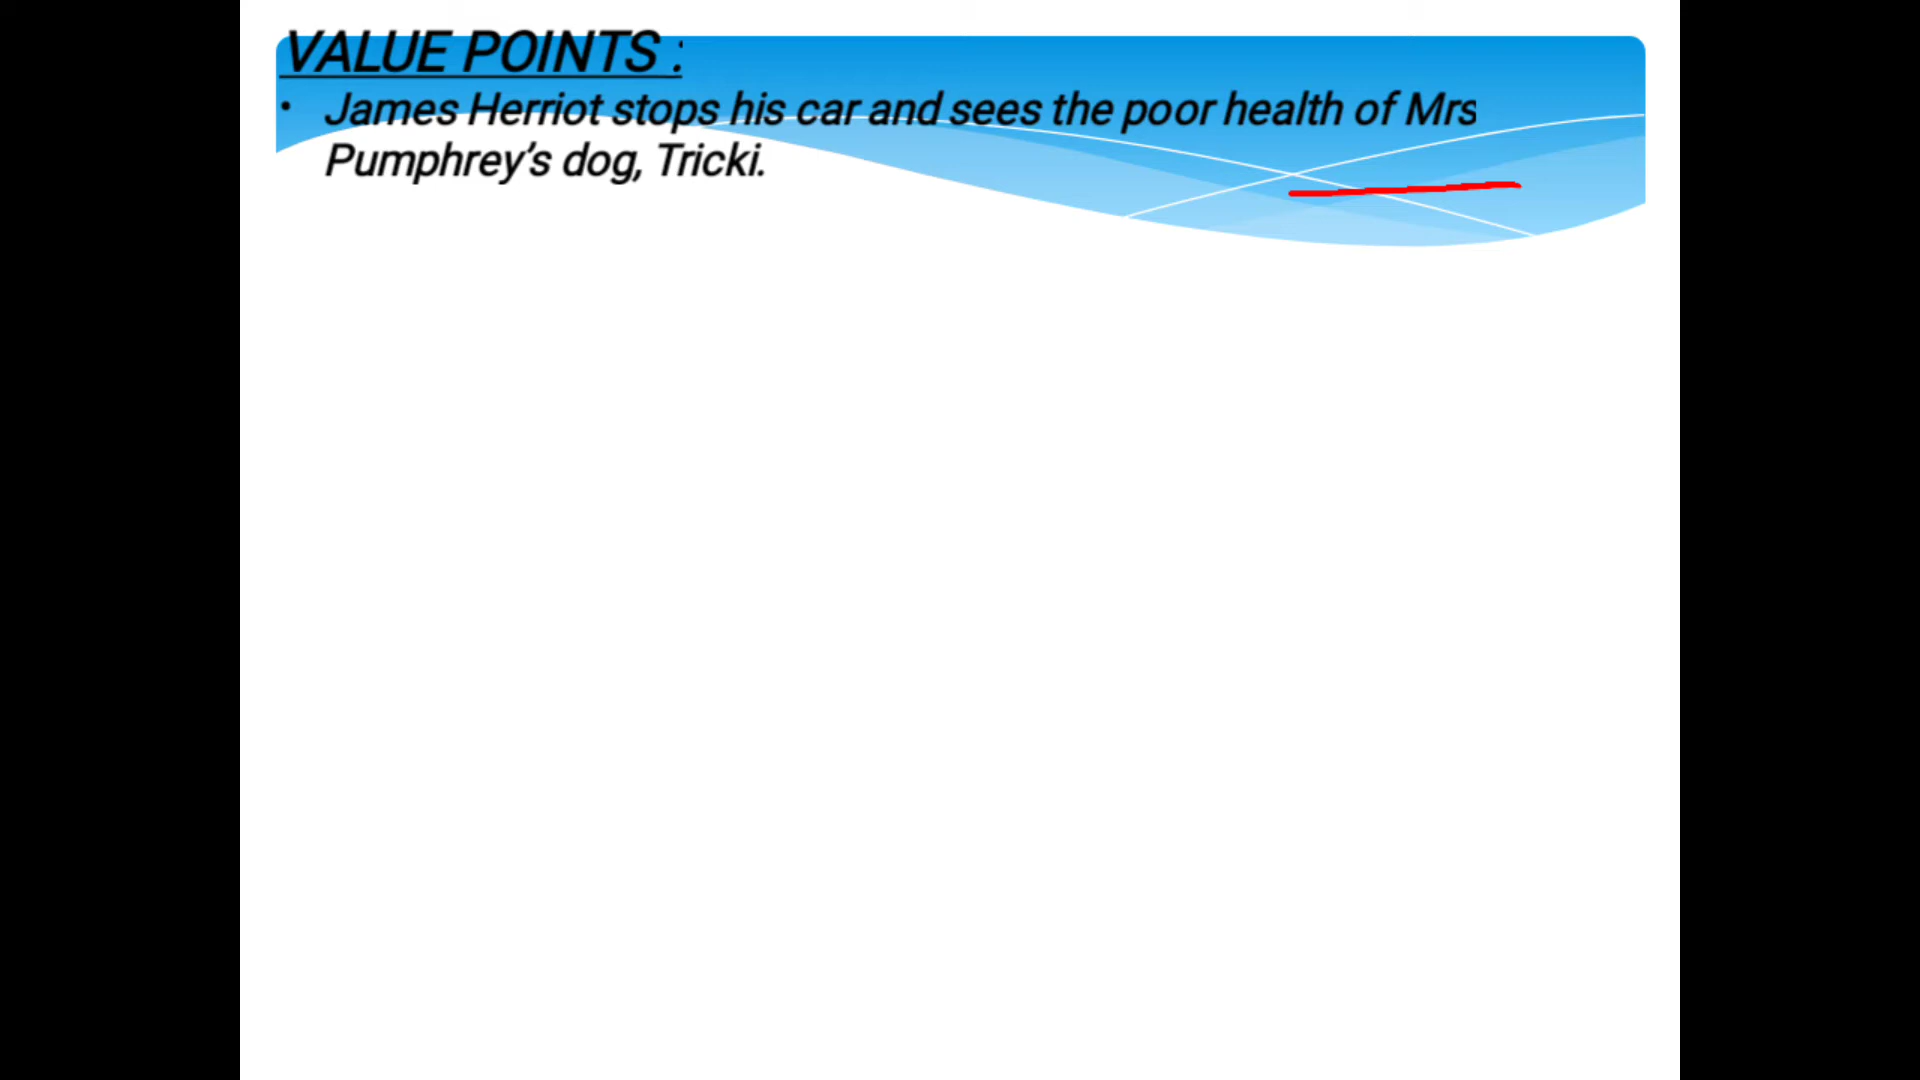 VALUE POINTS :
• James Herriot stops his car and sees the poor health of Mrs
Pumphrey’s dog, Tricki.